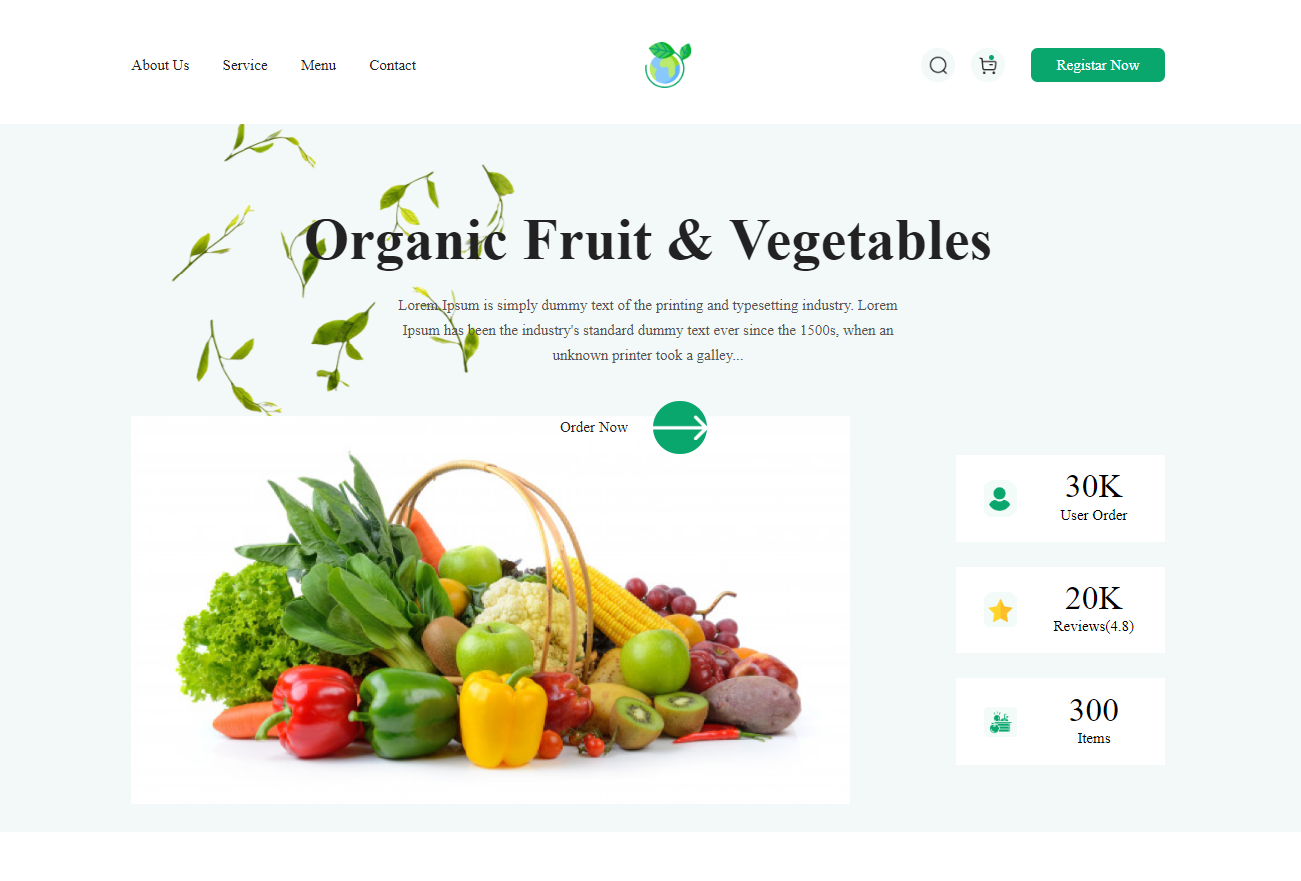 About Us
Service
Menu
Contact
Registar Now
Organic Fruit & Vegetables
Lorem Ipsum is simply dummy text of the printing and typesetting industry. Lorem
Ipsum has been the industry's standard dummy text ever since the 1500s, when an
unknown printer took a galley...
Order Now
30K
User Order
20K
Reviews(4.8)
300
Items